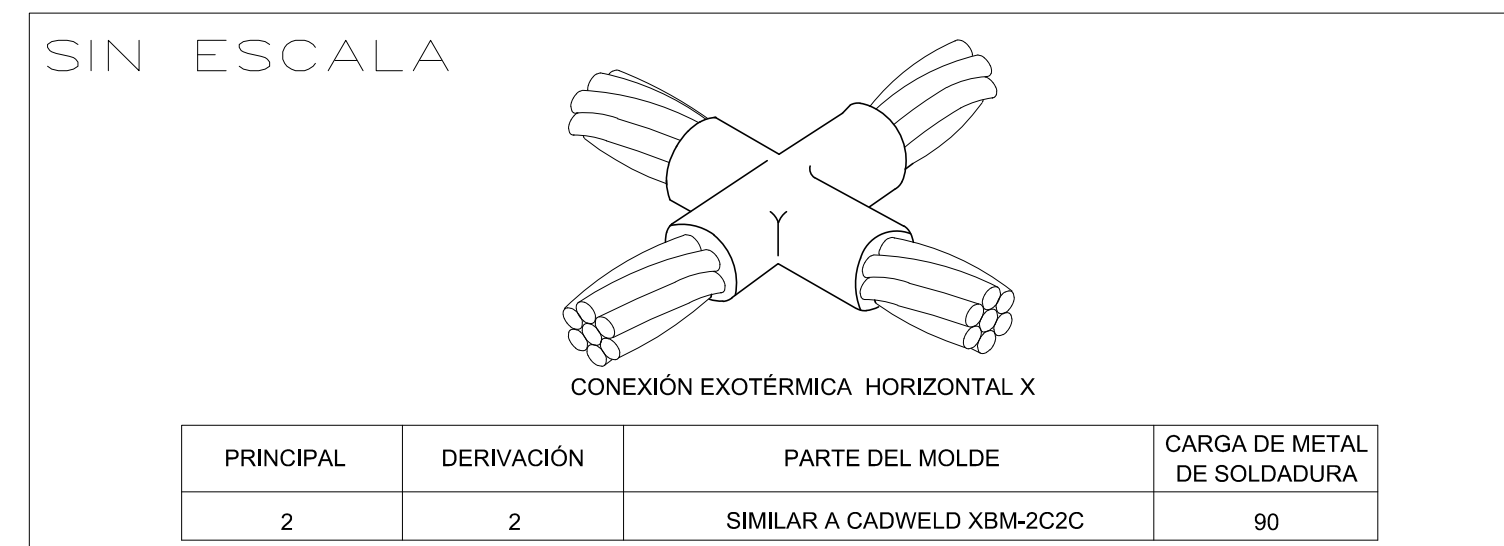 SIN ESCALA
CONEXIÓN EXOTÉRMICA HORIZONTAL X
PRINCIPAL DERIVACIÓN PARTE DEL MOLDE CARGA DE METAL DE SOLDADURA
2 2 SIMILAR A CADWELD XBM-2C2C 90